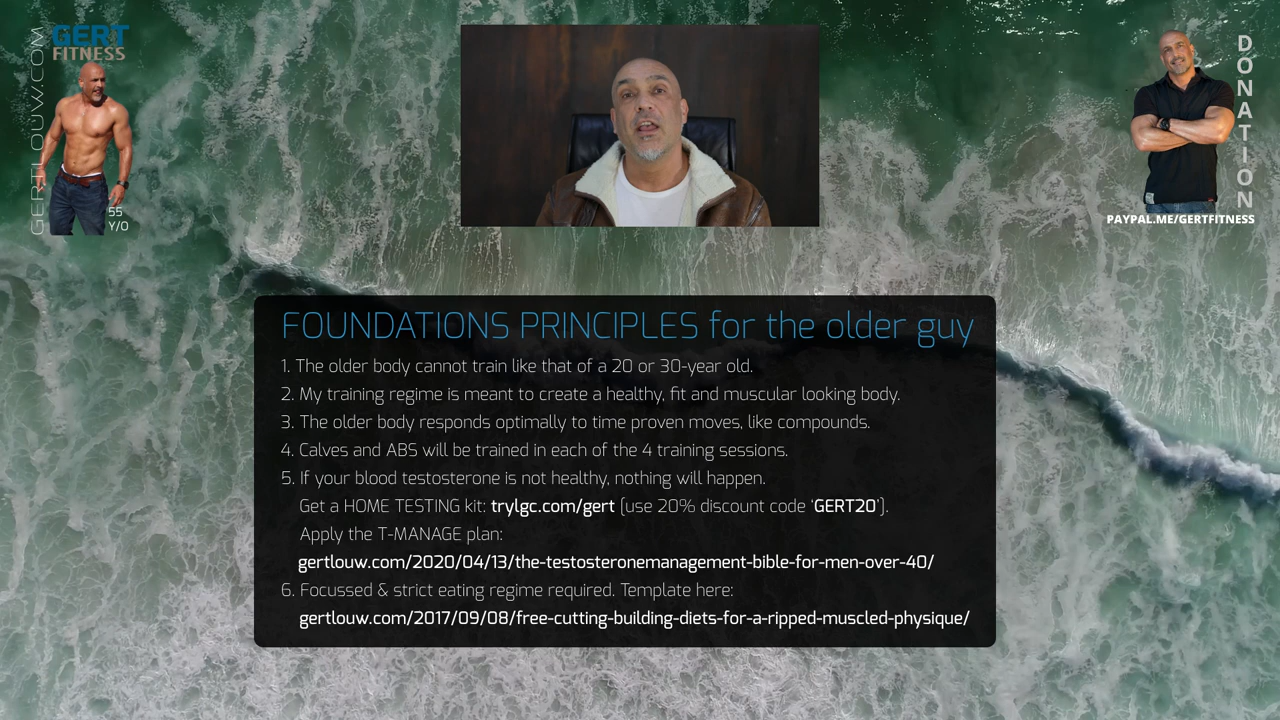 GERTLOUW.COM
GERT
FITNESS
55
Y/O
DONATION
PAYPAL.ME/GERTFITNESS
FOUNDATIONS PRINCIPLES for the older guy
1. The older body cannot train like that of a 20 or 30-year old.
2. My training regime is meant to create a healthy, fit and muscular looking body.
3. The older body responds optimally to time proven moves, like compounds.
4. Calves and ABS will be trained in each of the 4 training sessions.
5. If your blood testosterone is not healthy, nothing will happen.
Get a HOME TESTING kit: trylgc.com/gert [use 20% discount code 'GERT20'].
Apply the T-MANAGE plan:
gertlouw.com/2020/04/13/the-testosteronemanagement-bible-for-men-over-40/
6. Focussed & strict eating regime required. Template here:
gertlouw.com/2017/09/08/free-cutting-building-diets-for-a-ripped-muscled-physique/